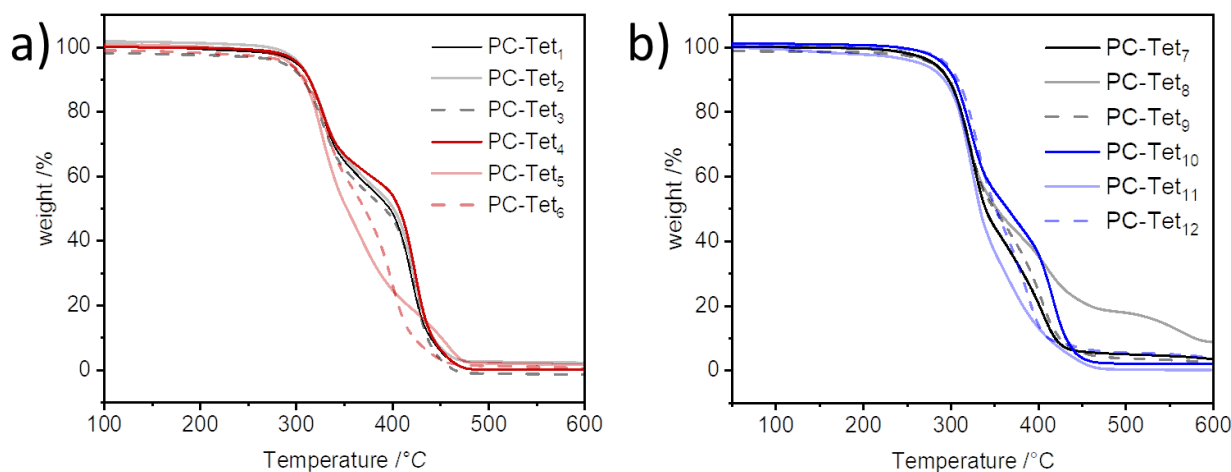 a)
100
80
60
40
20
0
weight /%
100
200
300
400
500
600
Temperature /°C
PC-Tet₁
PC-Tet₂
PC-Tet₃
PC-Tet₄
PC-Tet₅
PC-Tet₆
b)
100
80
60
40
20
0
weight /%
100
200
300
400
500
600
Temperature /°C
PC-Tet₇
PC-Tet₈
PC-Tet₉
PC-Tet₁₀
PC-Tet₁₁
PC-Tet₁₂